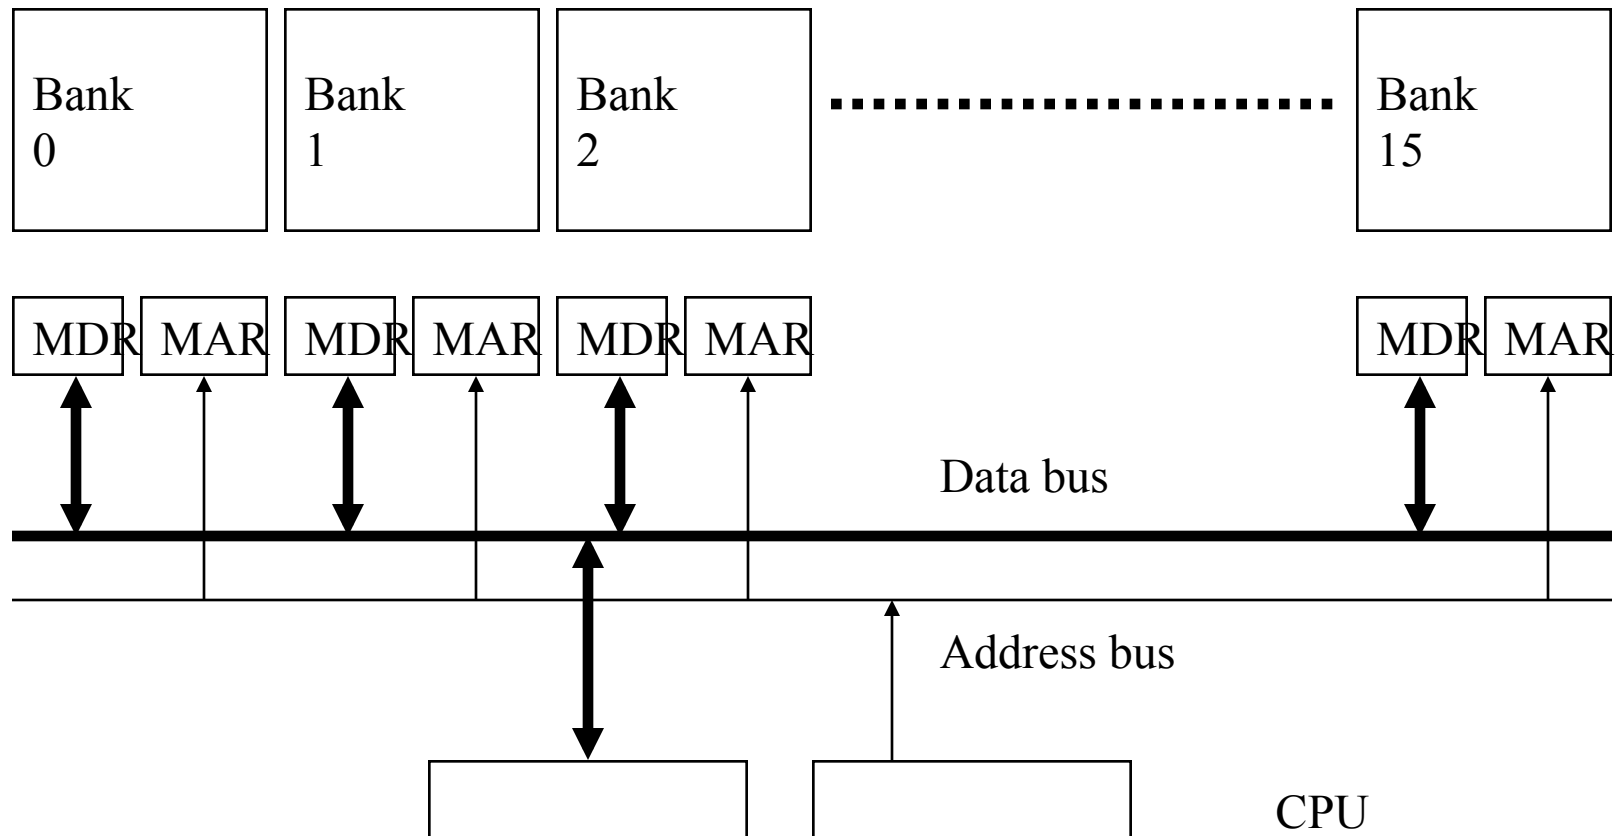 Bank
0
Bank
1
Bank
2
Bank
15
MDR MAR MDR MAR MDR MAR MDR MAR
Data bus
Address bus
CPU